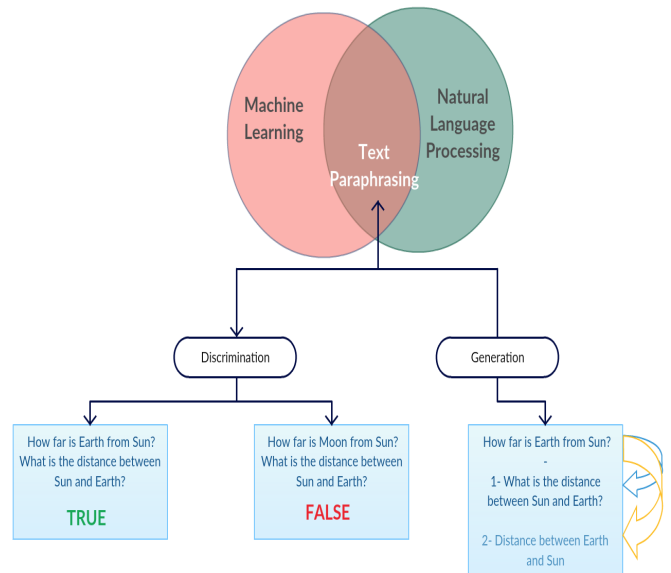 Machine
Learning
Natural
Language
Processing
Text
Paraphrasing
Discrimination
Generation
How far is Earth from Sun?
What is the distance between
Sun and Earth?
TRUE
How far is Moon from Sun?
What is the distance between
Sun and Earth?
FALSE
How far is Earth from Sun?
-
1- What is the distance
between Sun and Earth?
2- Distance between Earth
and Sun